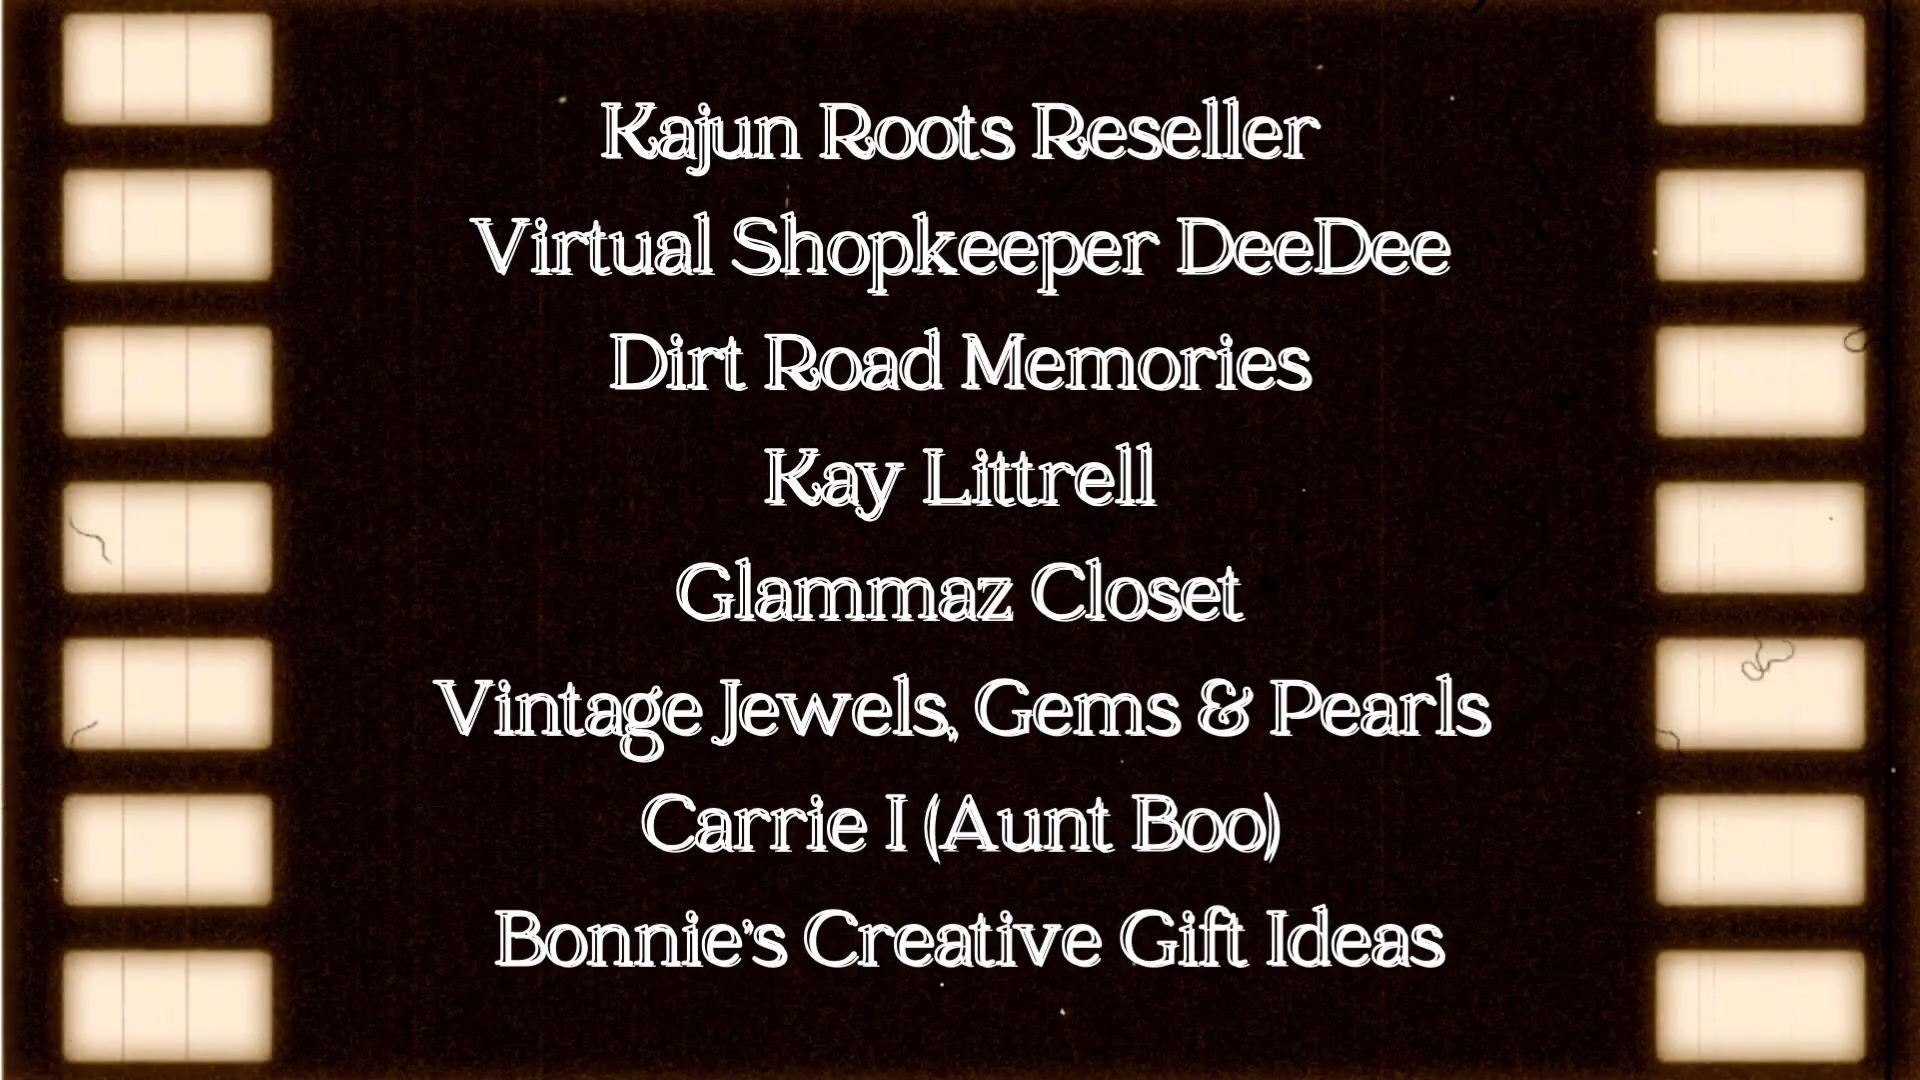 Kajun Roots Reseller
Virtual Shopkeeper DeeDee
Dirt Road Memories
Kay Littrell
Glammaz Closet
Vintage Jewels, Gems & Pearls
Carrie I (Aunt Boo)
Bonnie's Creative Gift Ideas